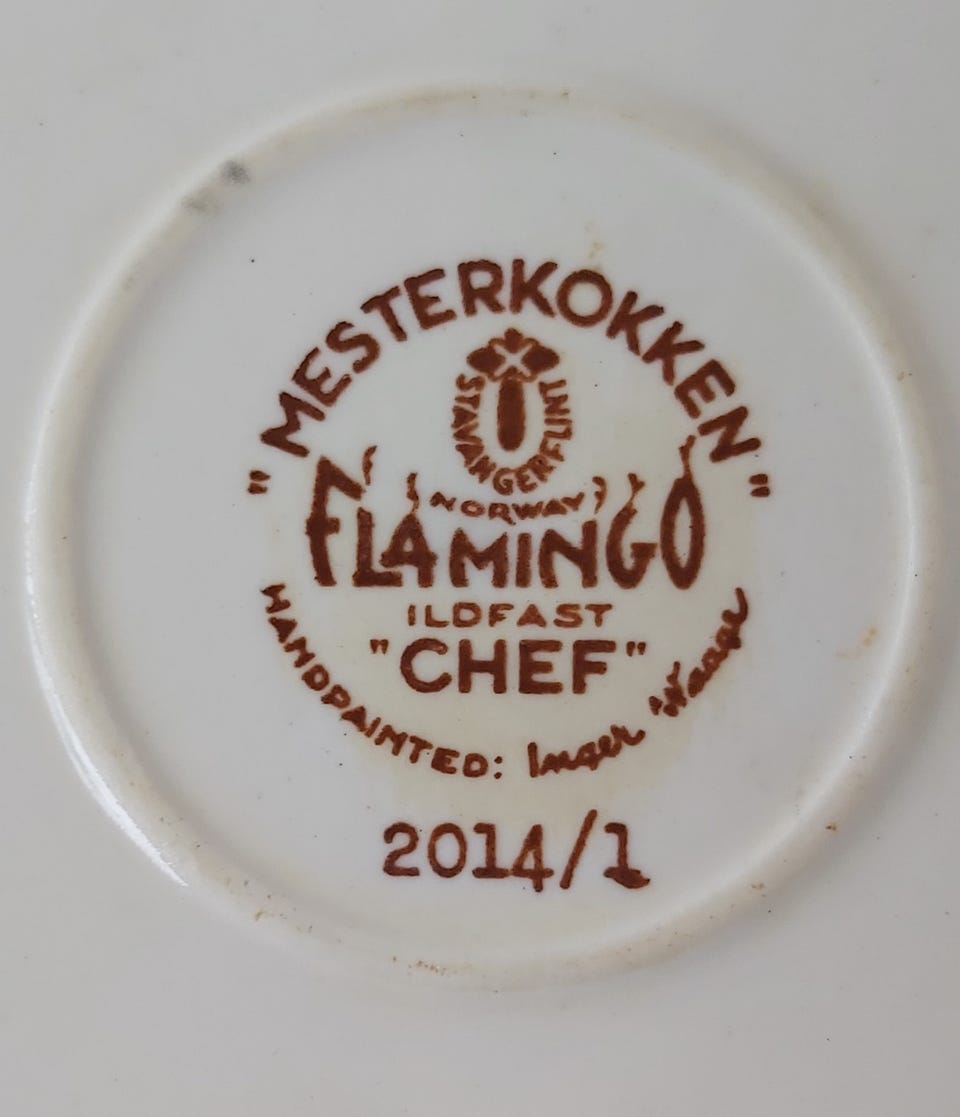 "MESTERKOKKEN"
STAVANGERFLINT
NORWAY
FLAMINGO
ILDFAST
"CHEF"
HANDPAINTED: Inger Waage
2014/1